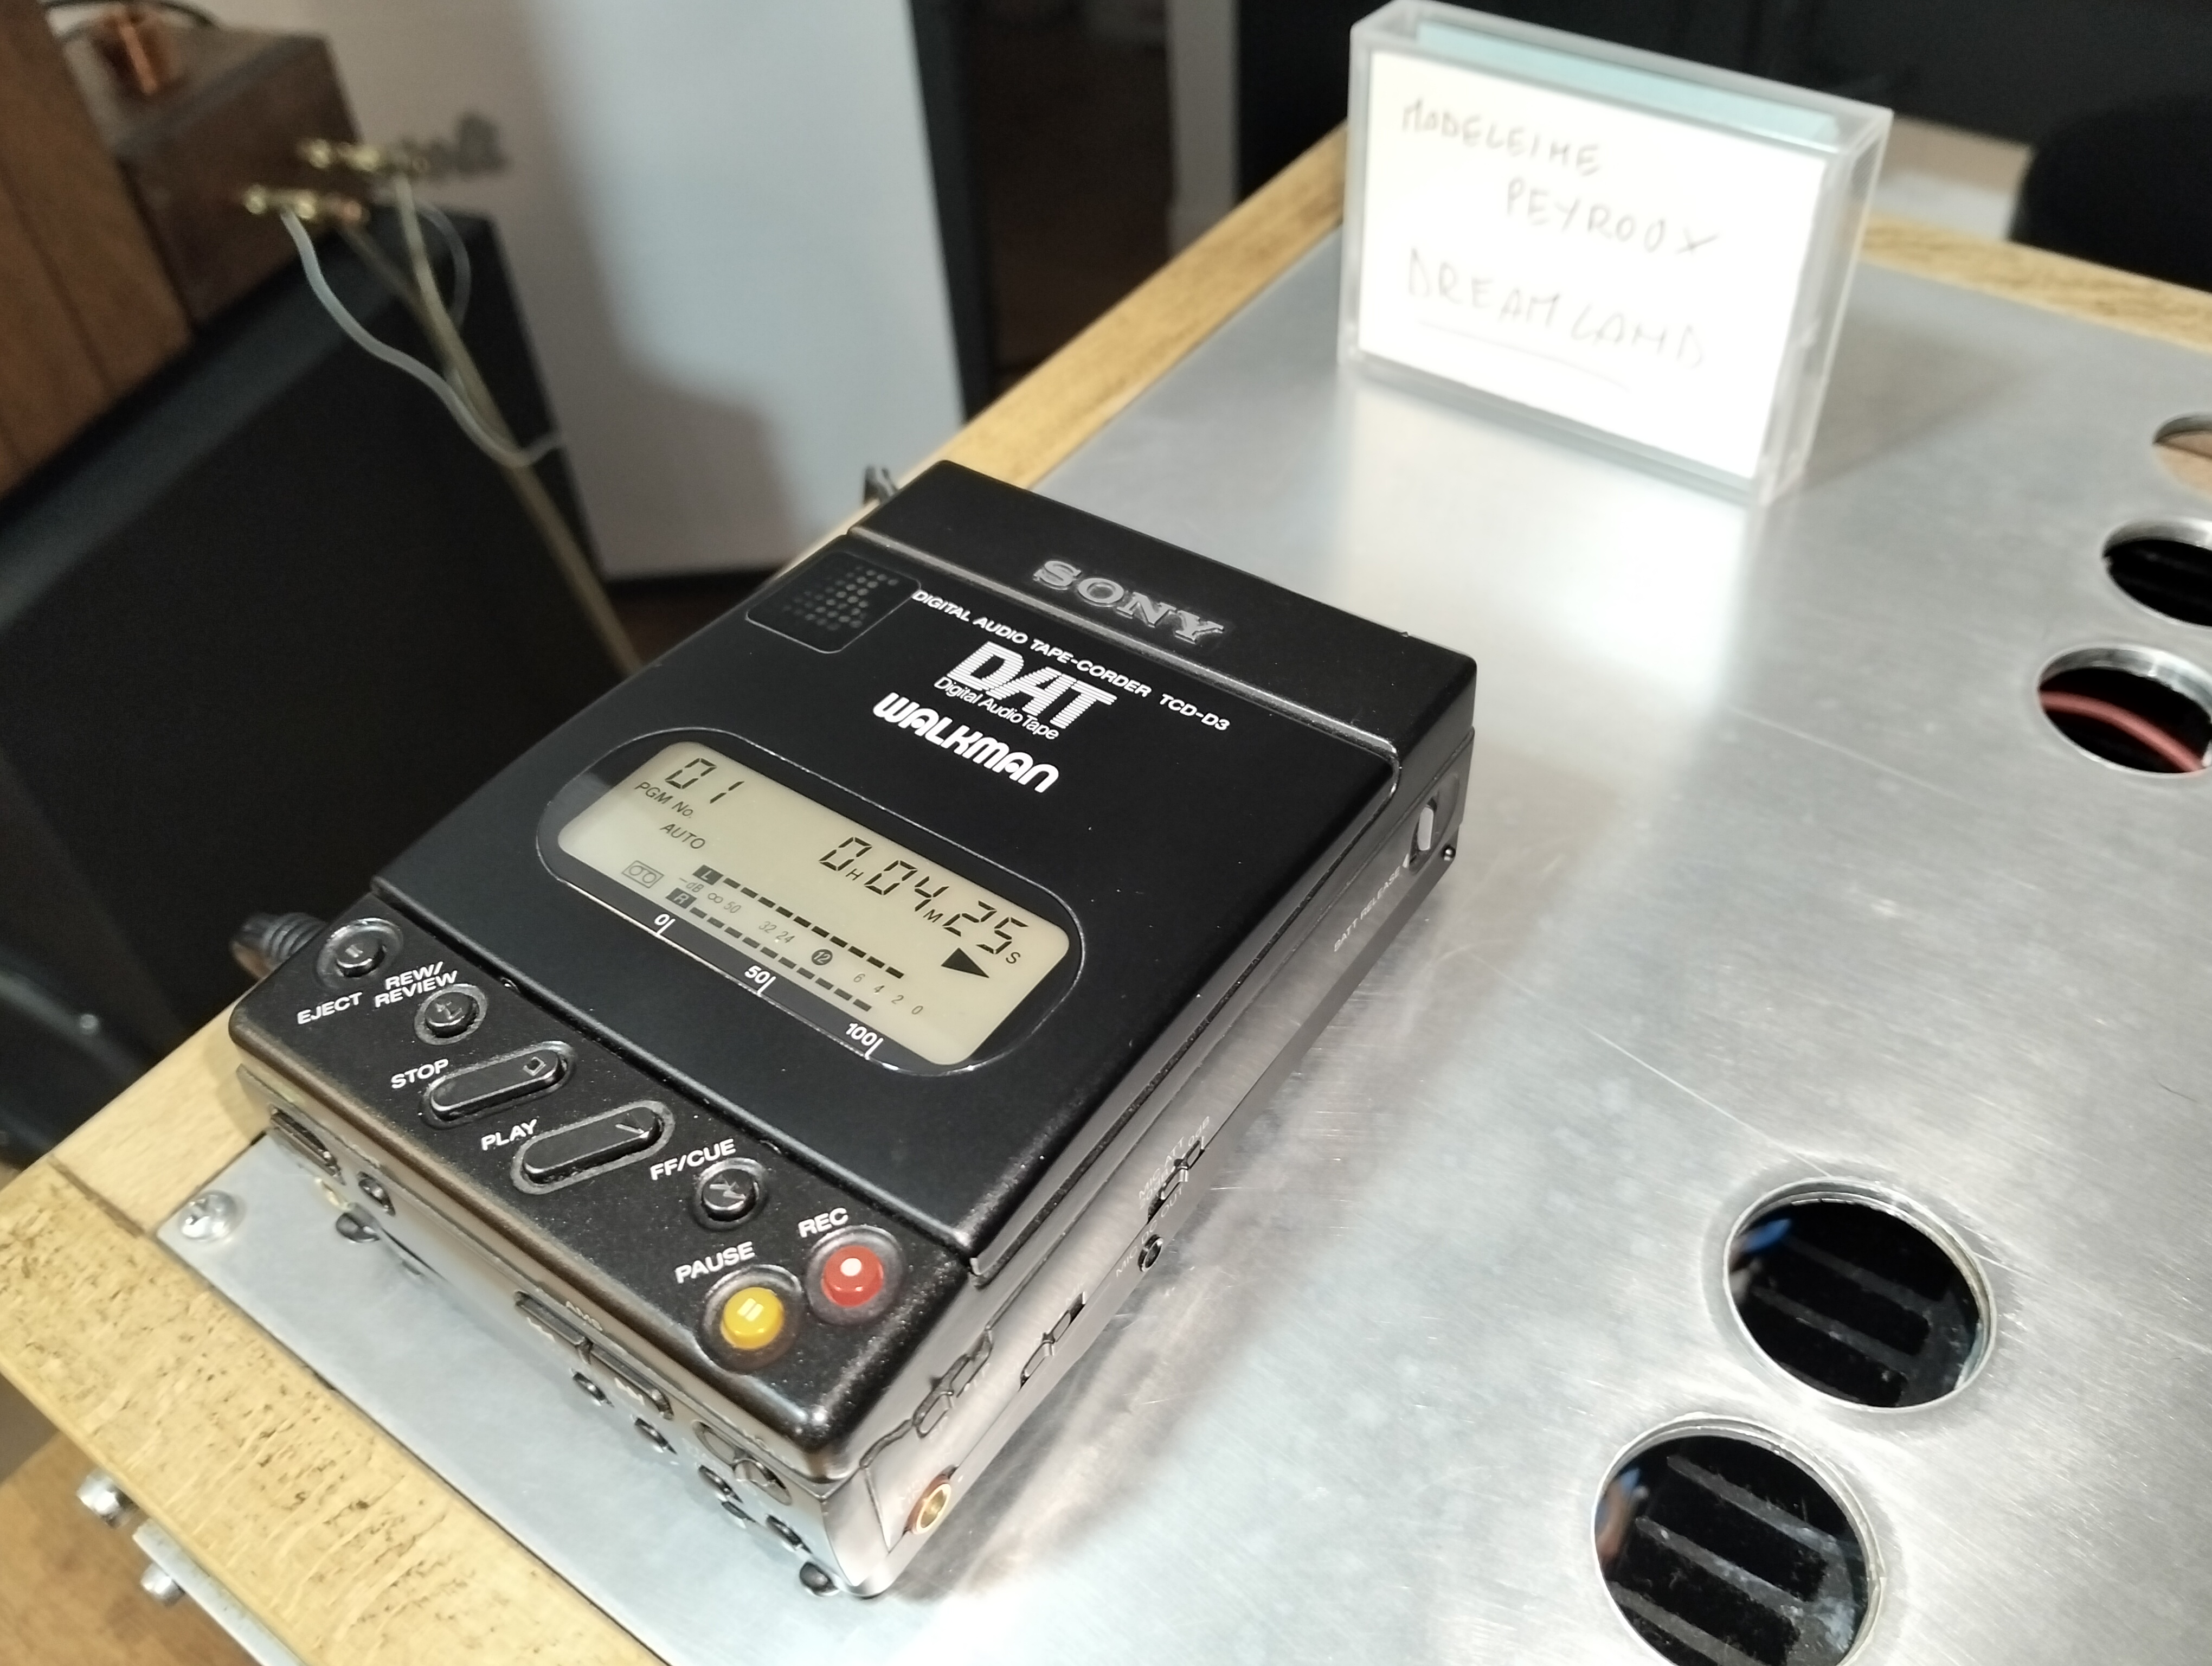 MADELEINE
PEYROUX
DREAMLAND
SONY
DIGITAL AUDIO TAPE-CORDER TCD-D3
DAT
Digital Audio Tape
WALKMAN
01
PGM No.
AUTO
0H04M25S
L
-dB ∞ 50 32 24 12 6 4 2 0
R
0 50 100
EJECT
REW/
REVIEW
STOP
PLAY
FF/CUE
PAUSE
REC
BATT RELEASE